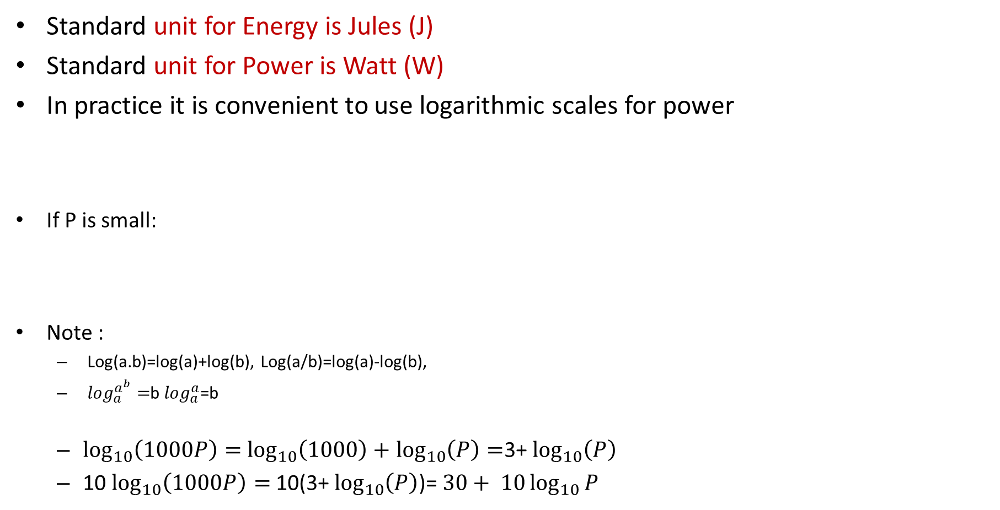 • Standard unit for Energy is Jules (J)
• Standard unit for Power is Watt (W)
• In practice it is convenient to use logarithmic scales for power
• If P is small:
• Note :
– Log(a.b)=log(a)+log(b), Log(a/b)=log(a)-log(b),
– $log_a^{a^b}$ =b $log_a^a$=b
– $\log_{10}(1000P) = \log_{10}(1000) + \log_{10}(P)$ =3+ $\log_{10}(P)$
– 10 $\log_{10}(1000P)$ = 10(3+ $\log_{10}(P)$)= 30 + $10 \log_{10} P$